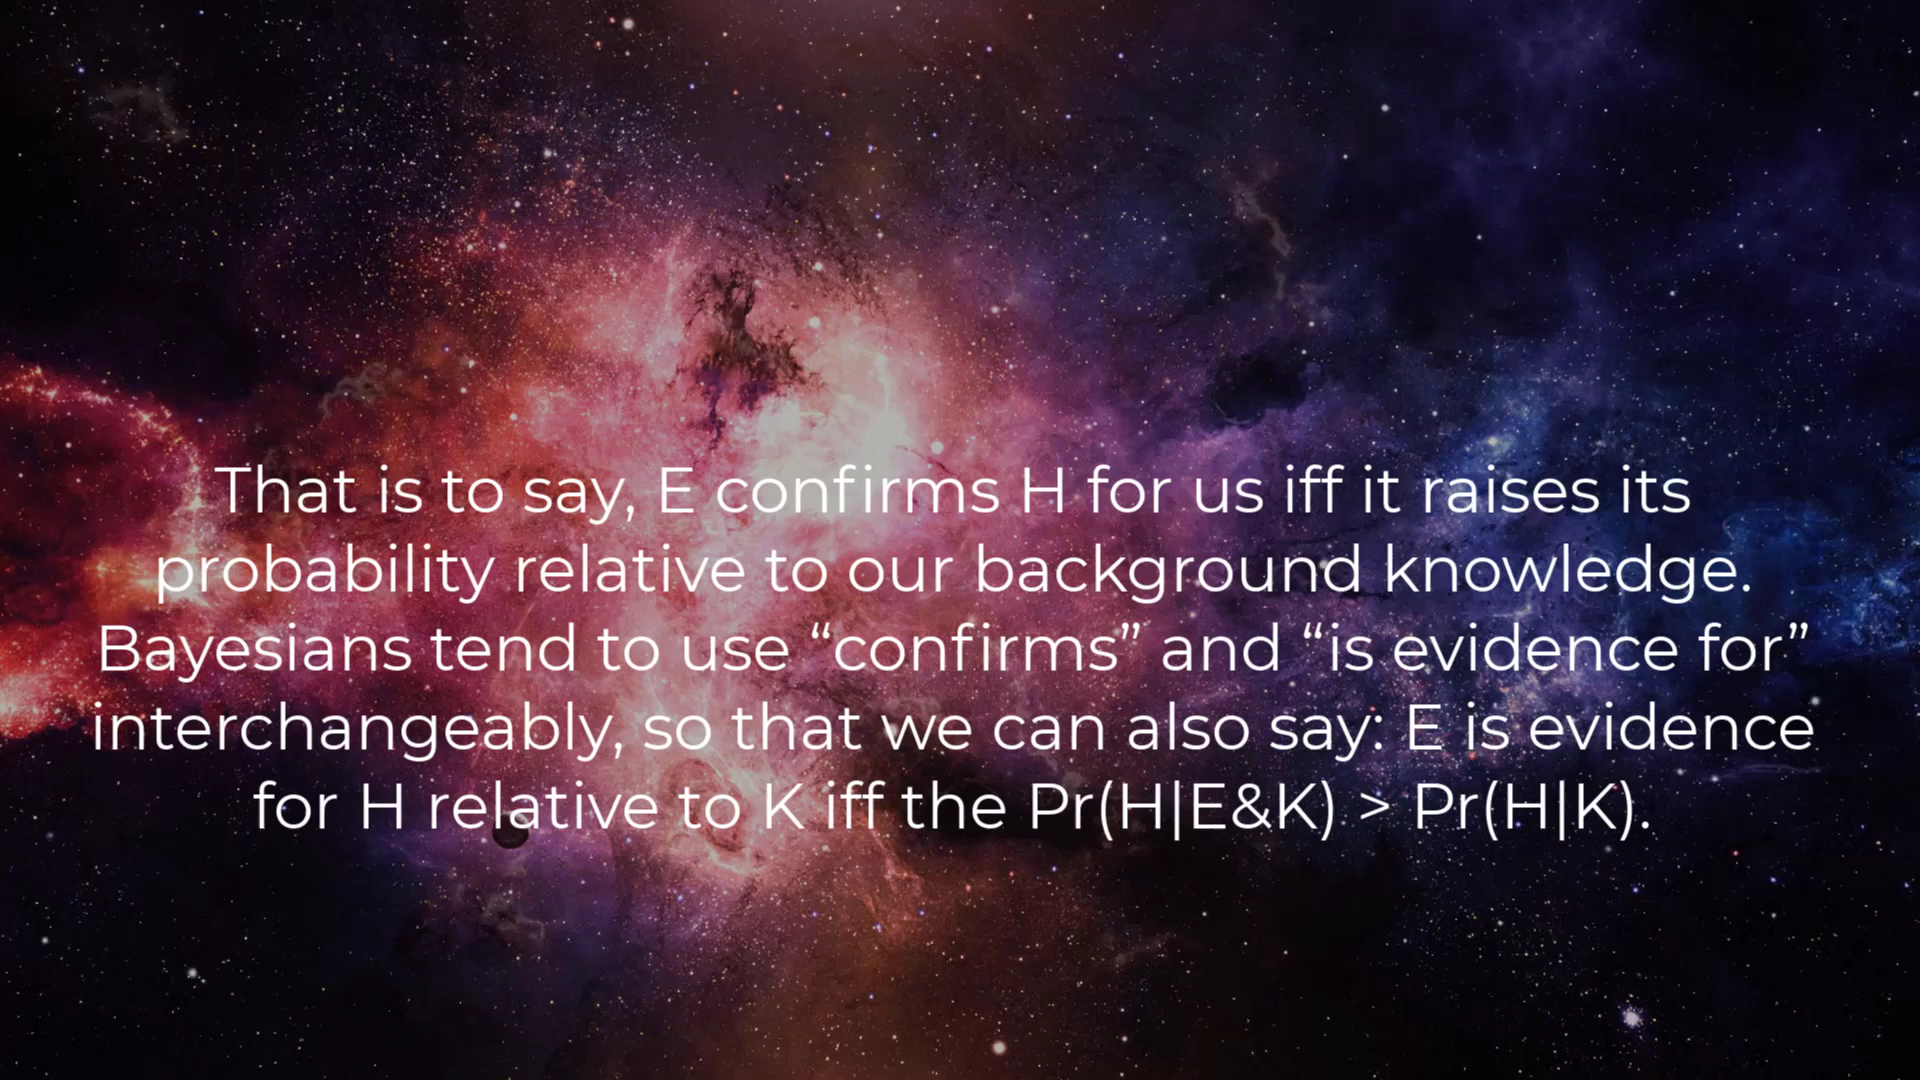 That is to say, E confirms H for us iff it raises its
probability relative to our background knowledge.
Bayesians tend to use “confirms” and “is evidence for”
interchangeably, so that we can also say: E is evidence
for H relative to K iff the Pr(H|E&K) > Pr(H|K).